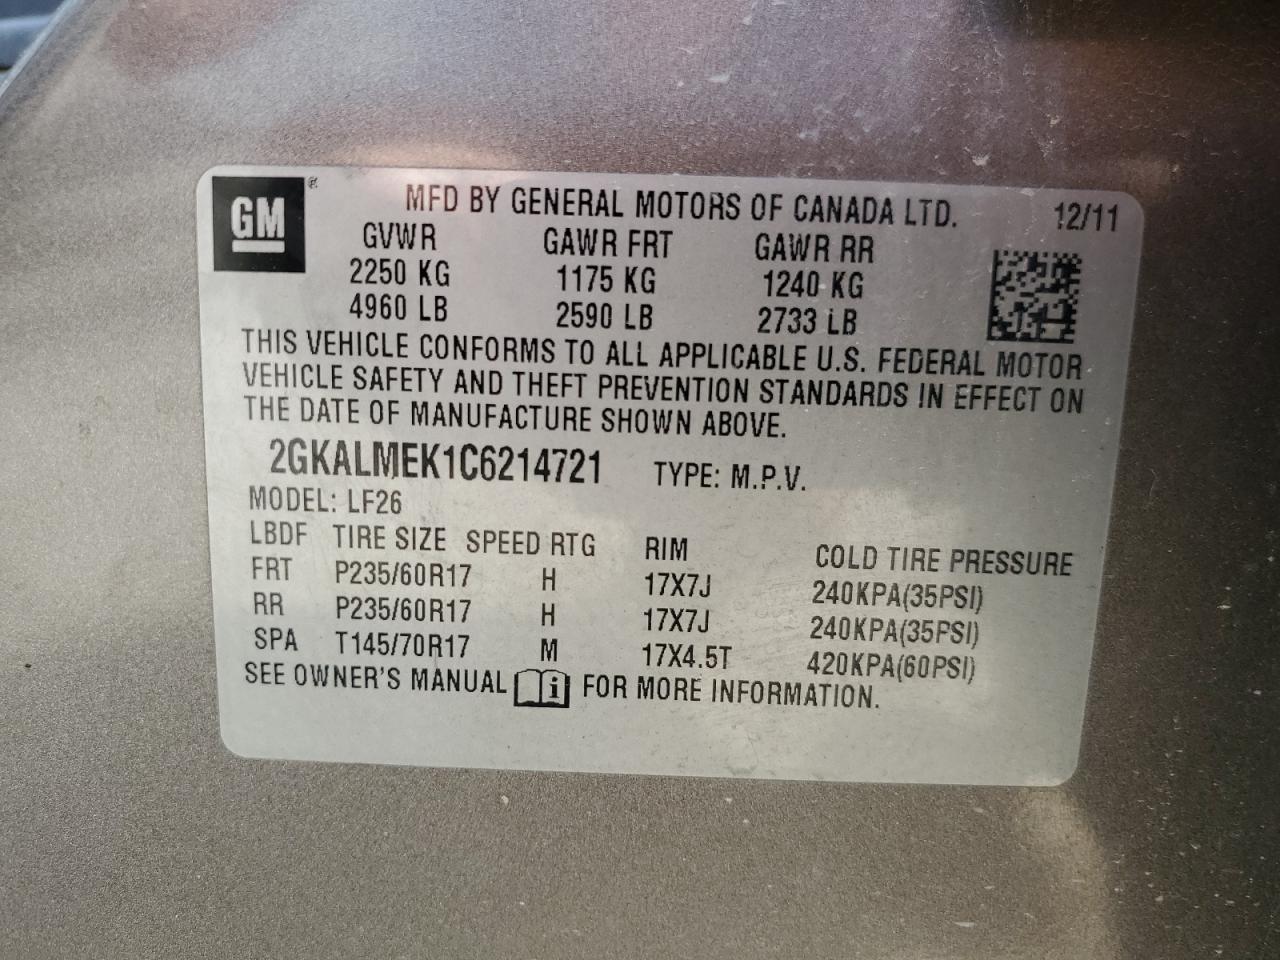 GM ®
MFD BY GENERAL MOTORS OF CANADA LTD. 12/11
GVWR GAWR FRT GAWR RR
2250 KG 1175 KG 1240 KG
4960 LB 2590 LB 2733 LB
THIS VEHICLE CONFORMS TO ALL APPLICABLE U.S. FEDERAL MOTOR
VEHICLE SAFETY AND THEFT PREVENTION STANDARDS IN EFFECT ON
THE DATE OF MANUFACTURE SHOWN ABOVE.
2GKALMEK1C6214721 TYPE: M.P.V.
MODEL: LF26
LBDF TIRE SIZE SPEED RTG RIM COLD TIRE PRESSURE
FRT P235/60R17 H 17X7J 240KPA(35PSI)
RR P235/60R17 H 17X7J 240KPA(35PSI)
SPA T145/70R17 M 17X4.5T 420KPA(60PSI)
SEE OWNER'S MANUAL i FOR MORE INFORMATION.